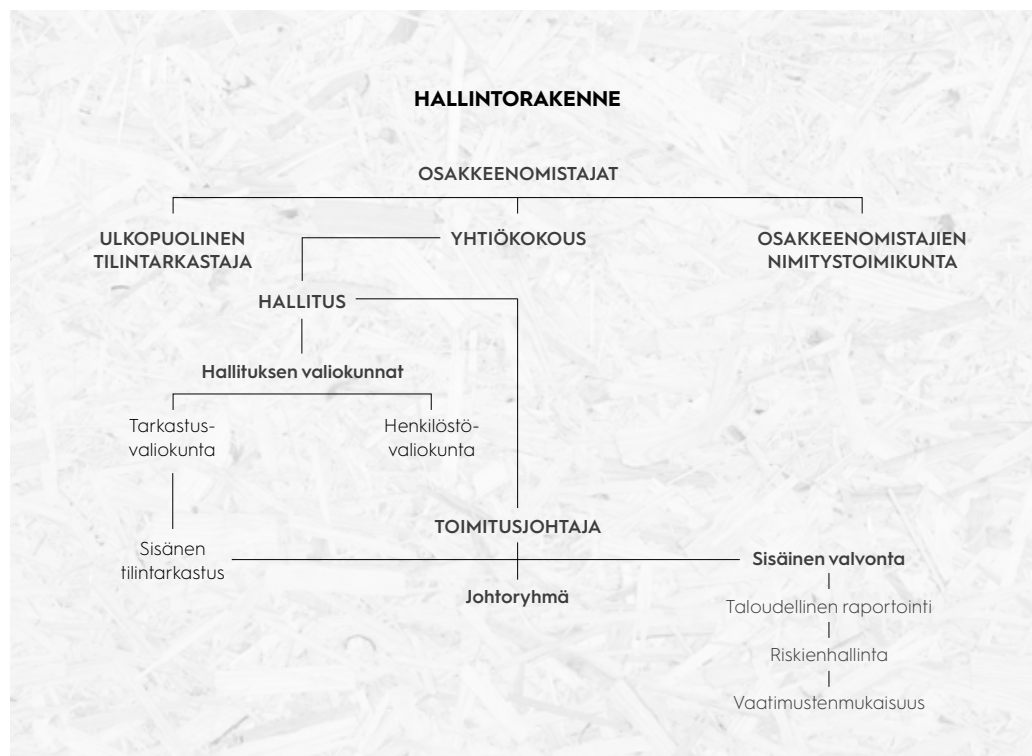 HALLINTORAKENNE
OSAKKEENOMISTAJAT
ULKOPUOLINEN
TILINTARKASTAJA
YHTIÖKOKOUS
OSAKKEENOMISTAJIEN
NIMITYSTOIMIKUNTA
HALLITUS
Hallituksen valiokunnat
Tarkastus-
valiokunta
Henkilöstö-
valiokunta
TOIMITUSJOHTAJA
Sisänen
tilintarkastus
Sisäinen valvonta
Johtoryhmä
Taloudellinen raportointi
Riskienhallinta
Vaatimustenmukaisuus